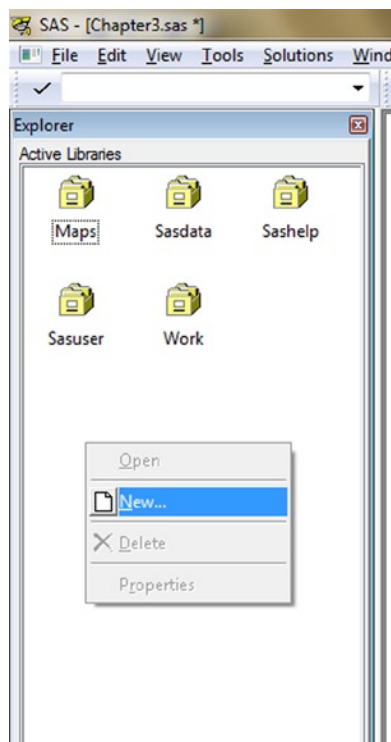 SAS - [Chapter3.sas *]
File Edit View Tools Solutions Wind
Explorer
Active Libraries
Maps Sasdata Sashelp
Sasuser Work
Open
New...
Delete
Properties